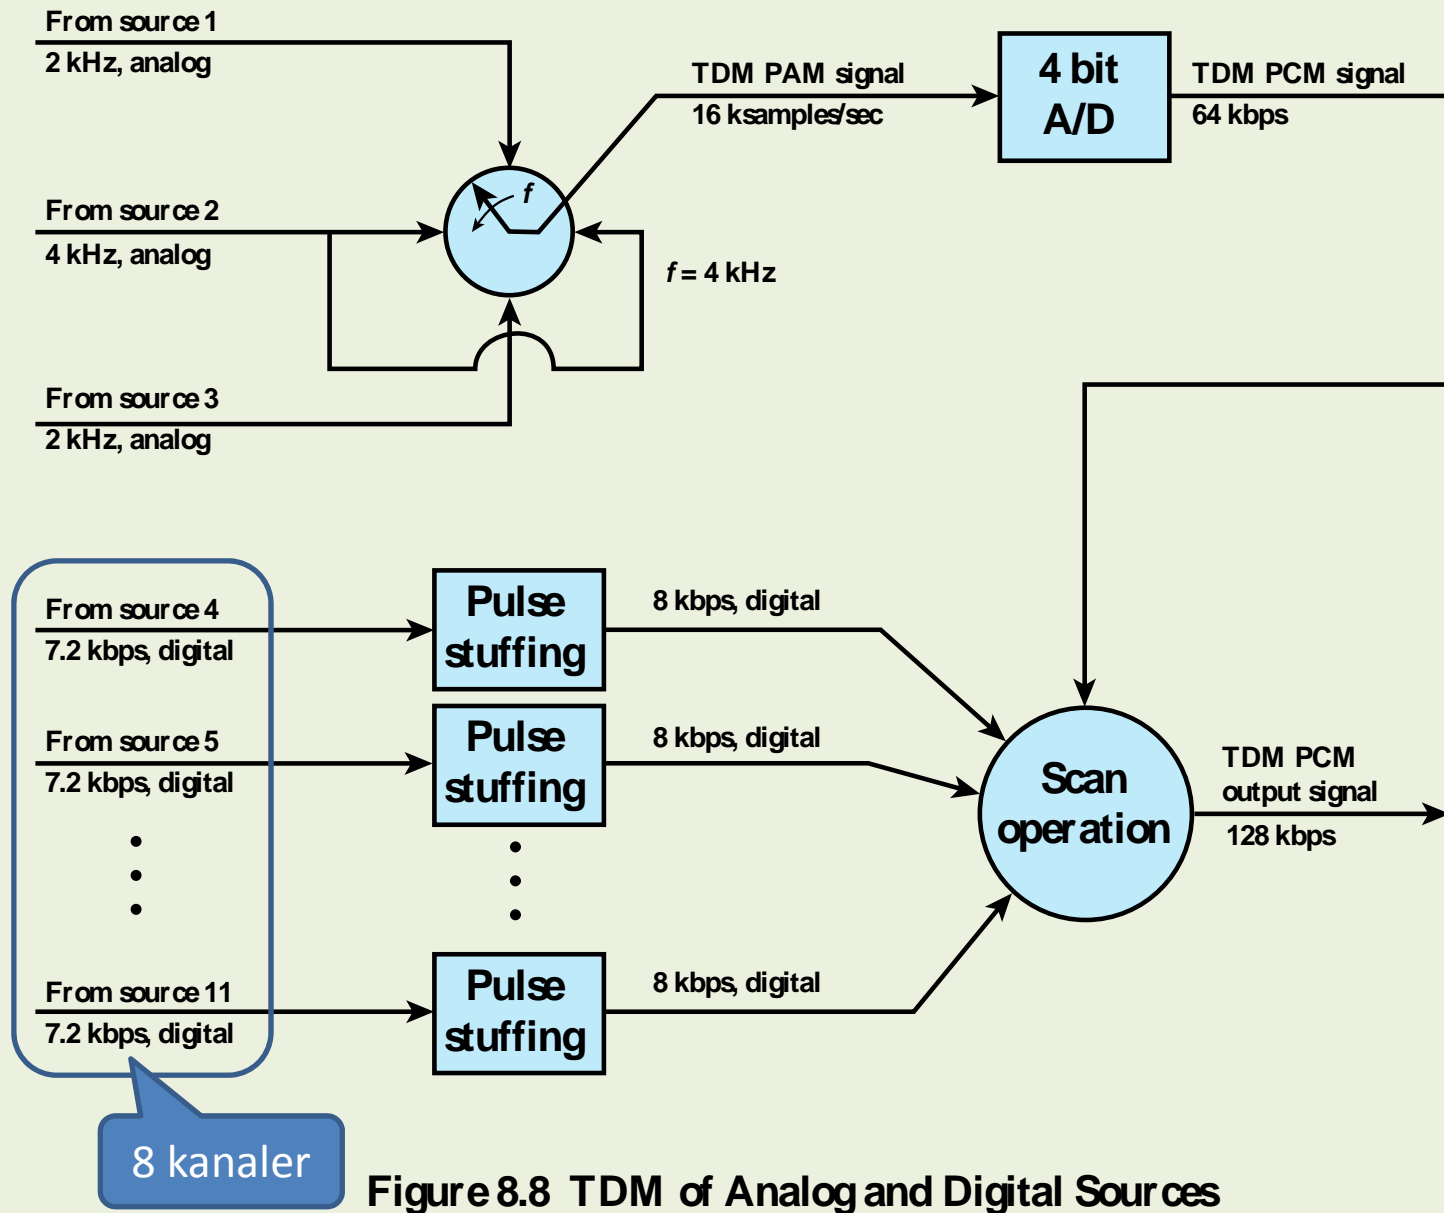 From source 1
2 kHz, analog
TDM PAM signal
16 ksamples/sec
4 bit
A/D
TDM PCM signal
64 kbps
From source 2
4 kHz, analog
f
f = 4 kHz
From source 3
2 kHz, analog
From source 4
7.2 kbps, digital
Pulse
stuffing
8 kbps, digital
From source 5
7.2 kbps, digital
Pulse
stuffing
8 kbps, digital
Scan
operation
TDM PCM
output signal
128 kbps
From source 11
7.2 kbps, digital
Pulse
stuffing
8 kbps, digital
8 kanaler
Figure 8.8 TDM of Analog and Digital Sources